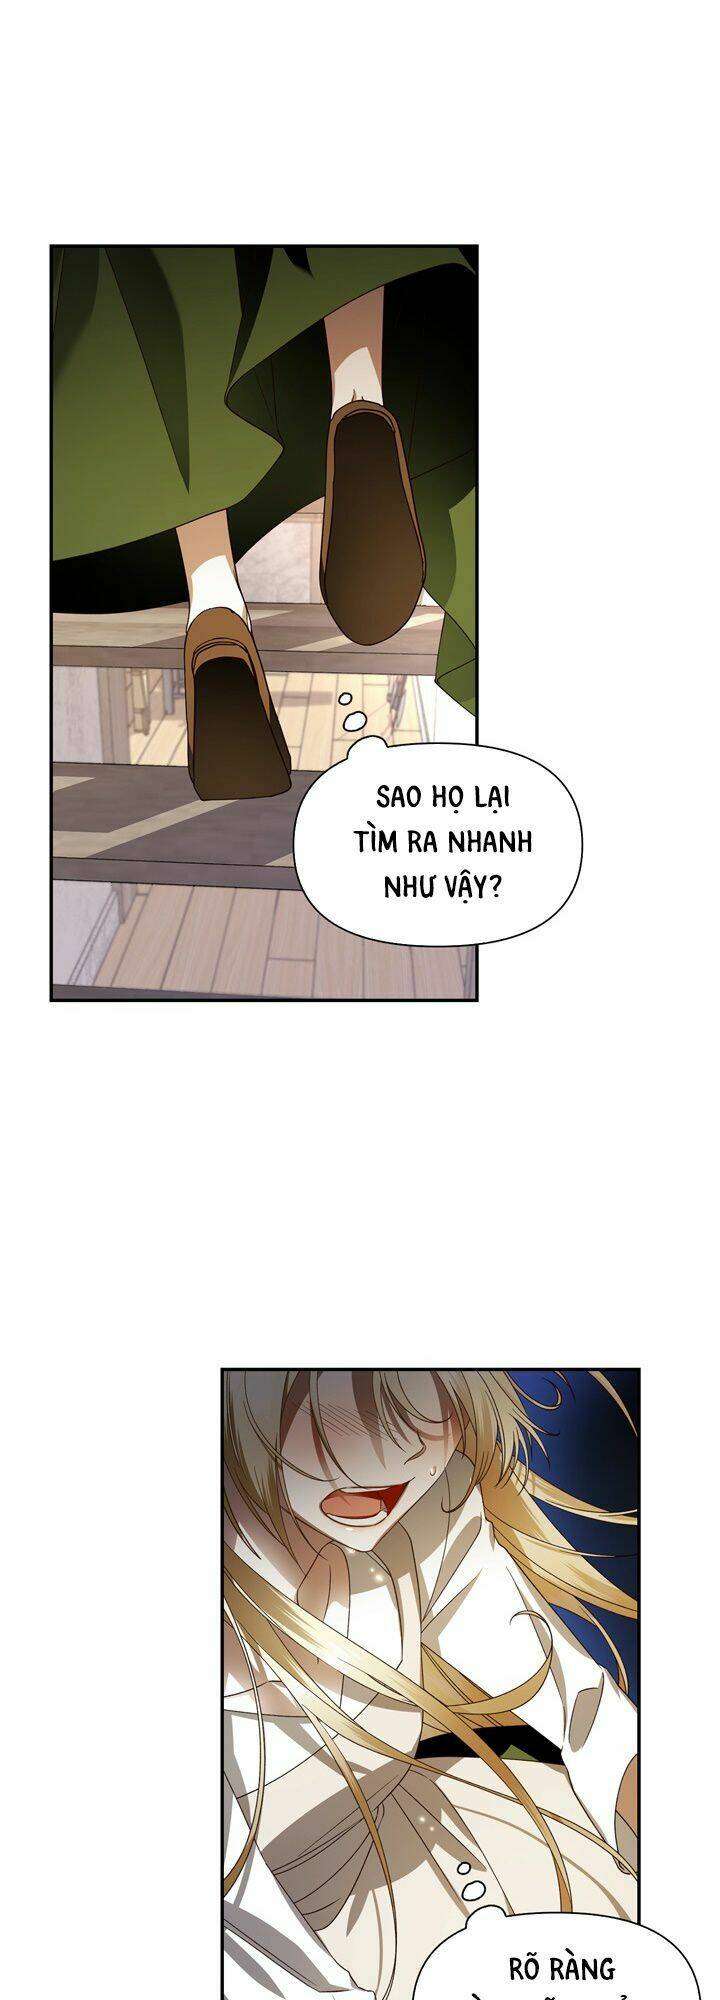 SAO HỌ LẠI
TÌM RA NHANH
NHƯ VẬY?
RÕ RÀNG